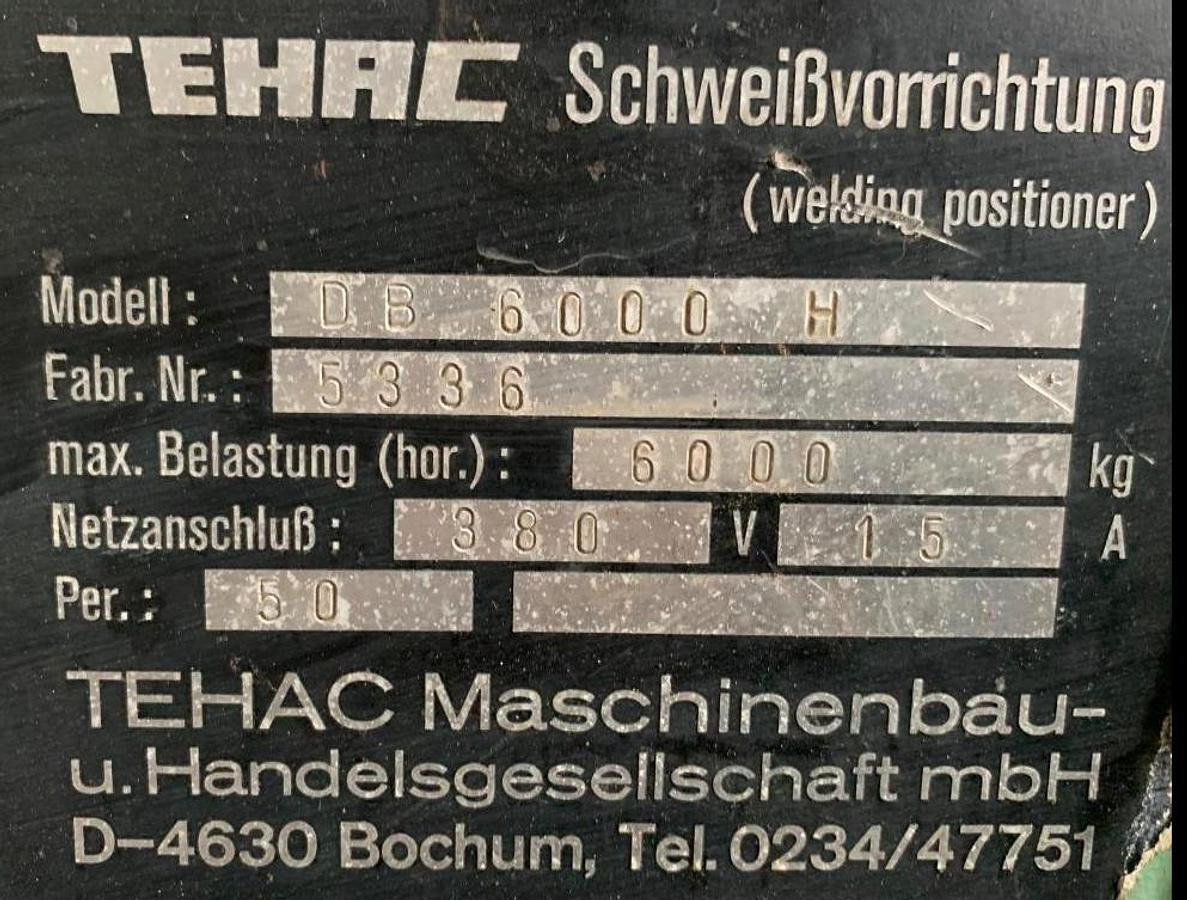 TEHAC Schweißvorrichtung
(welding positioner)
Modell: DB 6000 H
Fabr. Nr.: 5336
max. Belastung (hor.): 6000 kg
Netzanschluß: 380 V 15 A
Per.: 50
TEHAC Maschinenbau-
u. Handelsgesellschaft mbH
D-4630 Bochum, Tel. 0234/47751